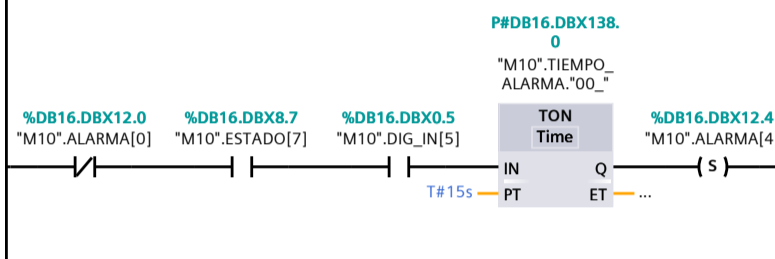 P#DB16.DBX138.
0
"M10".TIEMPO_
ALARMA."00_"
%DB16.DBX12.0
"M10".ALARMA[0]
%DB16.DBX8.7
"M10".ESTADO[7]
%DB16.DBX0.5
"M10".DIG_IN[5]
TON
Time
%DB16.DBX12.4
"M10".ALARMA[4
IN
Q
S
T#15s
PT
ET
...